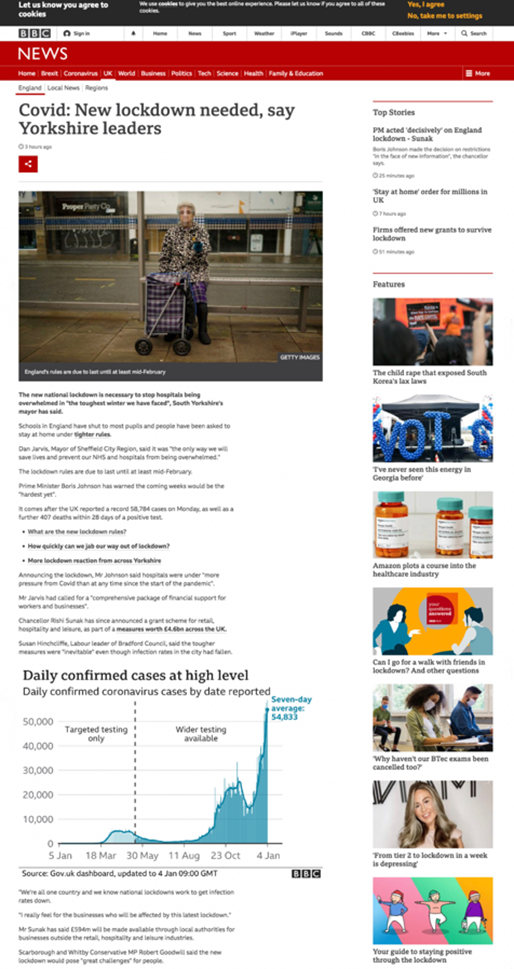 Let us know you agree to
cookies
We use cookies to give you the best online experience. Please let us know if you agree to all of these
cookies.
Yes, I agree
No, take me to settings
BBC
Sign in
Home
News
Sport
Weather
iPlayer
Sounds
CBBC
CBeebies
More
Search
NEWS
Home
Brexit
Coronavirus
UK
World
Business
Politics
Tech
Science
Health
Family & Education
More
England
Local News
Regions
Covid: New lockdown needed, say
Yorkshire leaders
3 hours ago
Proper Pasty Co
GETTY IMAGES
England's rules are due to last until at least mid-February
The new national lockdown is necessary to stop hospitals being
overwhelmed in "the toughest winter we have faced", South Yorkshire's
mayor has said.
Schools in England have shut to most pupils and people have been asked to
stay at home under tighter rules.
Dan Jarvis, Mayor of Sheffield City Region, said it was "the only way we will
save lives and prevent our NHS and hospitals from being overwhelmed."
The lockdown rules are due to last until at least mid-February.
Prime Minister Boris Johnson has warned the coming weeks would be the
"hardest yet".
It comes after the UK reported a record 58,784 cases on Monday, as well as a
further 407 deaths within 28 days of a positive test.
• What are the new lockdown rules?
• How quickly can we jab our way out of lockdown?
• More lockdown reaction from across Yorkshire
Announcing the lockdown, Mr Johnson said hospitals were under "more
pressure from Covid than at any time since the start of the pandemic".
Mr Jarvis had called for a "comprehensive package of financial support for
workers and businesses".
Chancellor Rishi Sunak has since announced a grant scheme for retail,
hospitality and leisure, as part of a measures worth £4.6bn across the UK.
Susan Hinchcliffe, Labour leader of Bradford Council, said the tougher
measures were "inevitable" even though infection rates in the city had fallen.
Daily confirmed cases at high level
Daily confirmed coronavirus cases by date reported
Seven-day
average:
54,833
50,000
Targeted testing
only
Wider testing
available
40,000
30,000
20,000
10,000
0
5 Jan
18 Mar
30 May
11 Aug
23 Oct
4 Jan
Source: Gov.uk dashboard, updated to 4 Jan 09:00 GMT
BBC
"We're all one country and we know national lockdowns work to get infection
rates down.
"I really feel for the businesses who will be affected by this latest lockdown."
Mr Sunak has said £594m will be made available through local authorities for
businesses outside the retail, hospitality and leisure industries.
Scarborough and Whitby Conservative MP Robert Goodwill said the new
lockdown would pose "great challenges" for people.
Top Stories
PM acted 'decisively' on England
lockdown - Sunak
Boris Johnson made the decision on restrictions
"in the face of new information", the chancellor
says.
25 minutes ago
'Stay at home' order for millions in
UK
7 hours ago
Firms offered new grants to survive
lockdown
51 minutes ago
Features
The child rape that exposed South
Korea's lax laws
VOTE
'I've never seen this energy in
Georgia before'
Amazon plots a course into the
healthcare industry
your
questions
answered
Can I go for a walk with friends in
lockdown? And other questions
'Why haven't our BTec exams been
cancelled too?'
'From tier 2 to lockdown in a week
is depressing'
Your guide to staying positive
through the lockdown